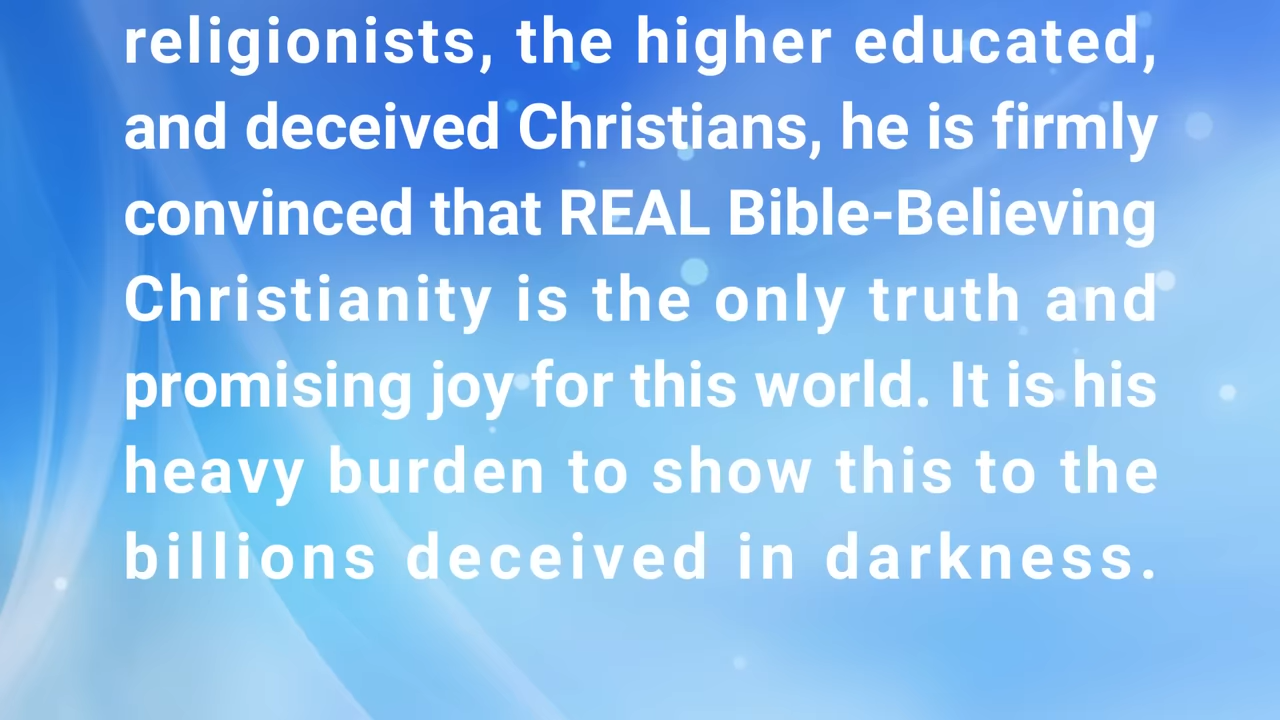 religionists, the higher educated,
and deceived Christians, he is firmly
convinced that REAL Bible-Believing
Christianity is the only truth and
promising joy for this world. It is his
heavy burden to show this to the
billions deceived in darkness.